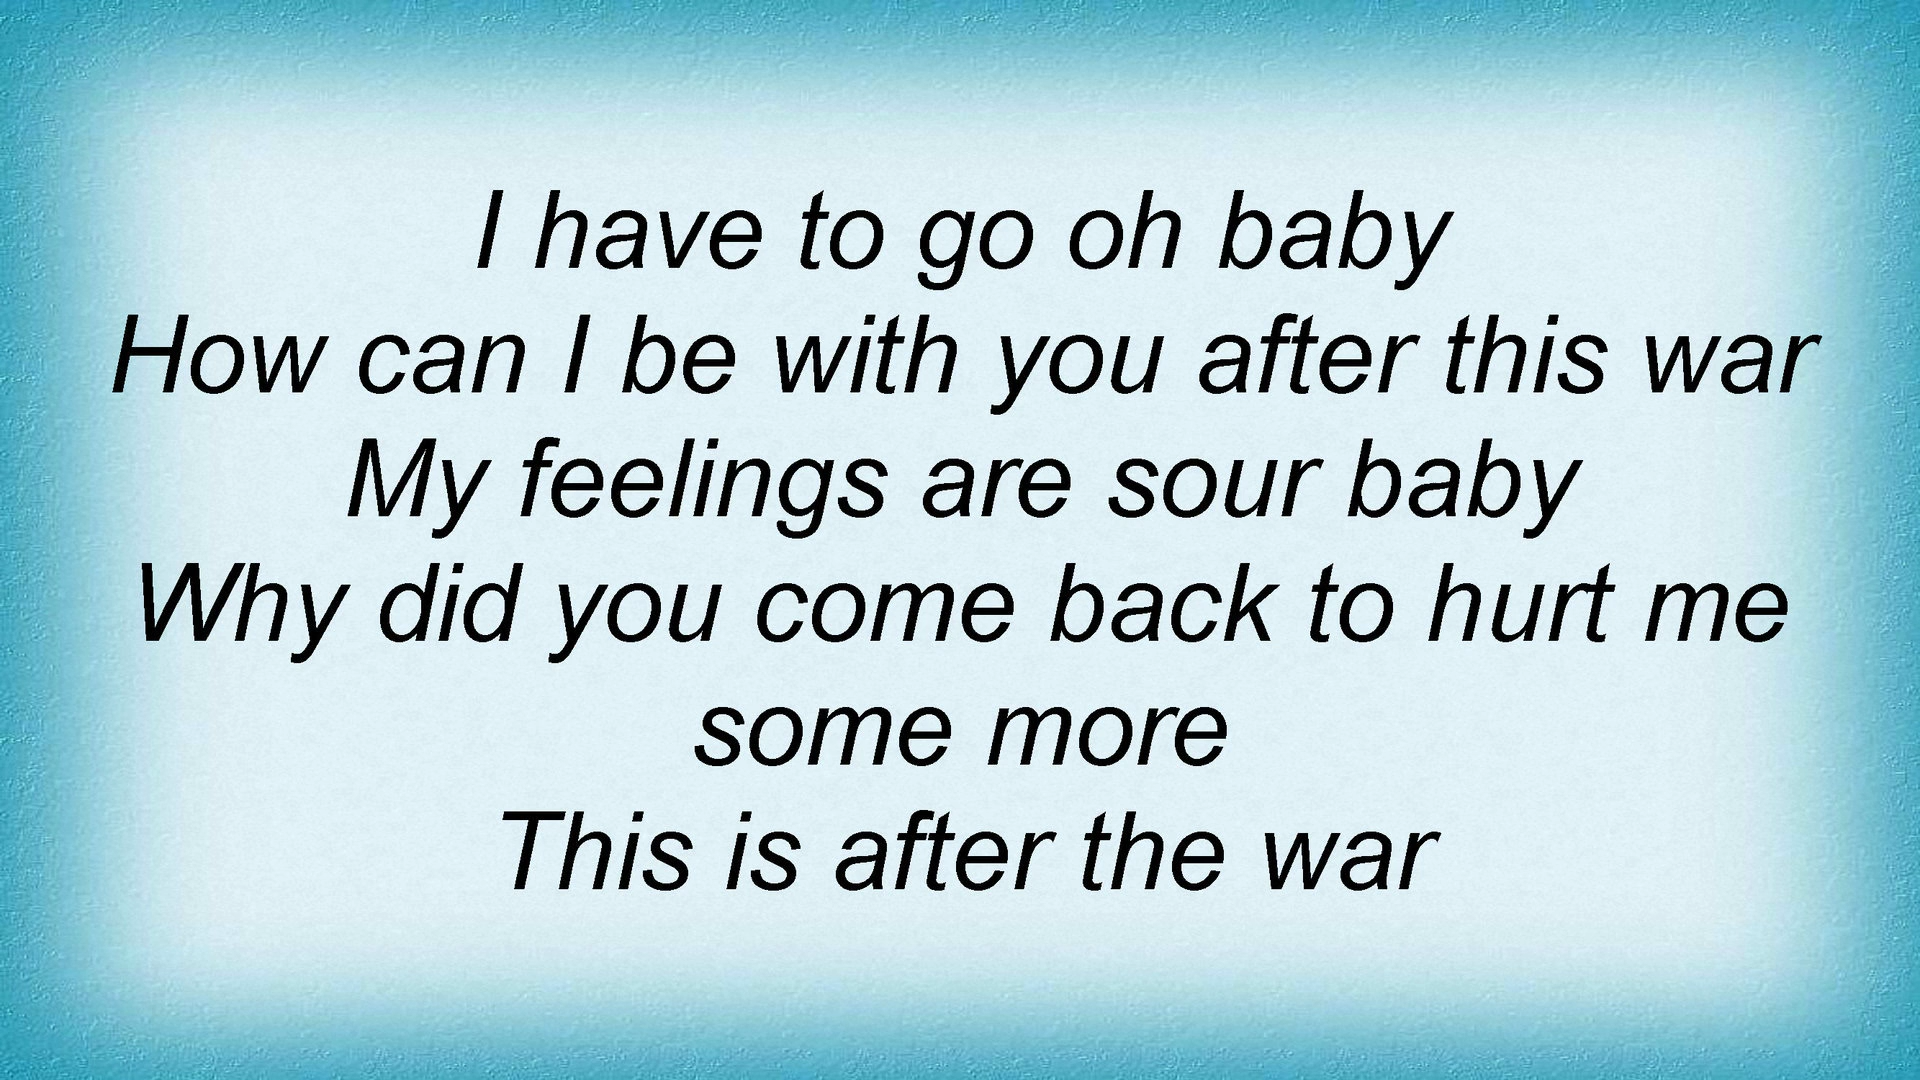 I have to go oh baby
How can I be with you after this war
My feelings are sour baby
Why did you come back to hurt me
some more
This is after the war